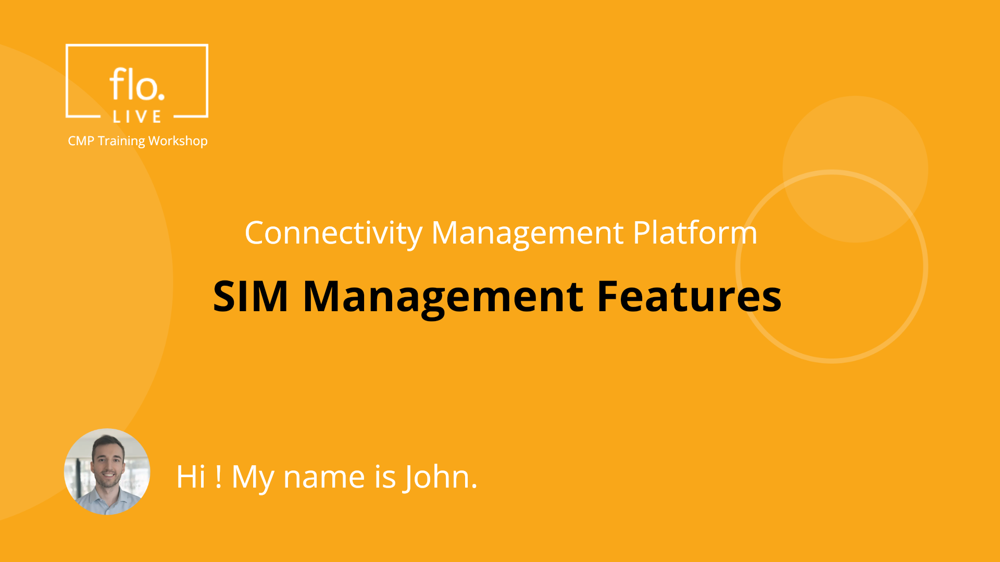 flo.
LIVE
CMP Training Workshop
Connectivity Management Platform
SIM Management Features
Hi ! My name is John.